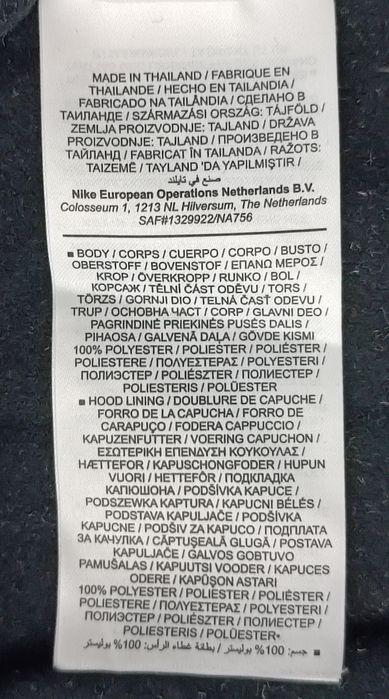 MADE IN THAILAND / FABRIQUE EN
THAILANDE / HECHO EN TAILANDIA /
FABRICADO NA TAILÂNDIA / СДЕЛАНО В
ТАИЛАНДЕ / SZÁRMAZÁSI ORSZÁG: TÁJFÖLD /
ZEMLJA PROIZVODNJE: TAJLAND / DRŽAVA
PROIZVODNJE: TAJLAND / ПРОИЗВЕДЕНО В
ТАЙЛАНД / FABRICAT ÎN TAILANDA / RAŽOTS:
TAIZEMĒ / TAYLAND 'DA YAPILMIŞTIR /
صنع في تايلند
Nike European Operations Netherlands B.V.
Colosseum 1, 1213 NL Hilversum, The Netherlands
SAF#1329922/NA756
■ BODY / CORPS / CUERPO / CORPO / BUSTO /
OBERSTOFF / BOVENSTOF / ΕΠΑΝΩ ΜΕΡΟΣ /
KROP / ÖVERKROPP / RUNKO / BOL /
КОРСАЖ / TĚLNÍ ČÁST ODĚVU / TORS /
TÖRZS / GORNJI DIO / TELNÁ ČASŤ ODEVU /
TRUP / ОСНОВНА ЧАСТ / CORP / GLAVNI DEO /
PAGRINDINĖ PRIEKINĖS PUSĖS DALIS /
PIHAOSA / GALVENĀ DAĻA / GÖVDE KISMI
100% POLYESTER / POLIÉSTER / POLIÉSTER /
POLIESTERE / ΠΟΛΥΕΣΤΕΡΑΣ / POLYESTERI /
ПОЛИЭСТЕР / POLIÉSZTER / ПОЛИЕСТЕР /
POLIESTERIS / POLÜESTER
■ HOOD LINING / DOUBLURE DE CAPUCHE /
FORRO DE LA CAPUCHA / FORRO DE
CARAPUÇO / FODERA CAPPUCCIO /
KAPUZENFUTTER / VOERING CAPUCHON /
ΕΣΩΤΕΡΙΚΗ ΕΠΕΝΔΥΣΗ ΚΟΥΚΟΥΛΑΣ /
HÆTTEFOR / KAPUSCHONGFODER / HUPUN
VUORI / HETTEFÔR / ПОДКЛАДКА
КАПЮШОНА / PODŠÍVKA KAPUCE /
PODSZEWKA KAPTURA / KAPUCNI BÉLÉS /
PODSTAVA KAPULJAČE / PODŠÍVKA
KAPUCNE / PODŠIV ZA KAPUCO / ПОДПЛАТА
ЗА КАЧУЛКА / CĂPTUŞEALĂ GLUGĂ / POSTAVA
KAPULJAČE / GALVOS GOBTUVO
PAMUŠALAS / KAPUUTSI VOODER / KAPUCES
ODERE / KAPÜŞON ASTARI
100% POLYESTER / POLIÉSTER / POLIÉSTER /
POLIESTERE / ΠΟΛΥΕΣΤΕΡΑΣ / POLYESTERI /
ПОЛИЭСТЕР / POLIÉSZTER / ПОЛИЕСТЕР /
POLIESTERIS / POLÜESTER
■ جسم: 100% بوليستر / بطانة غطاء الرأس: 100% بوليستر